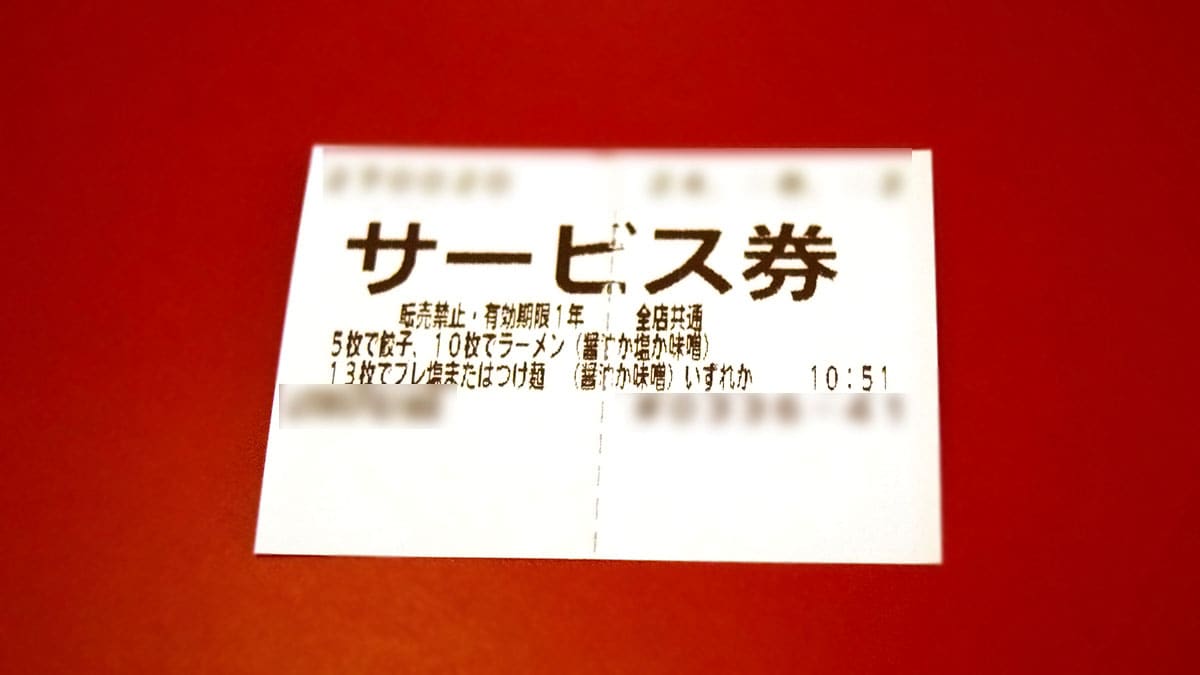 サービス券
転売禁止・有効期限1年 全店共通
5枚で餃子、10枚でラーメン(醤油か塩か味噌)
13枚でプレ塩またはつけ麺 (醤油か味噌)いずれか 10:51